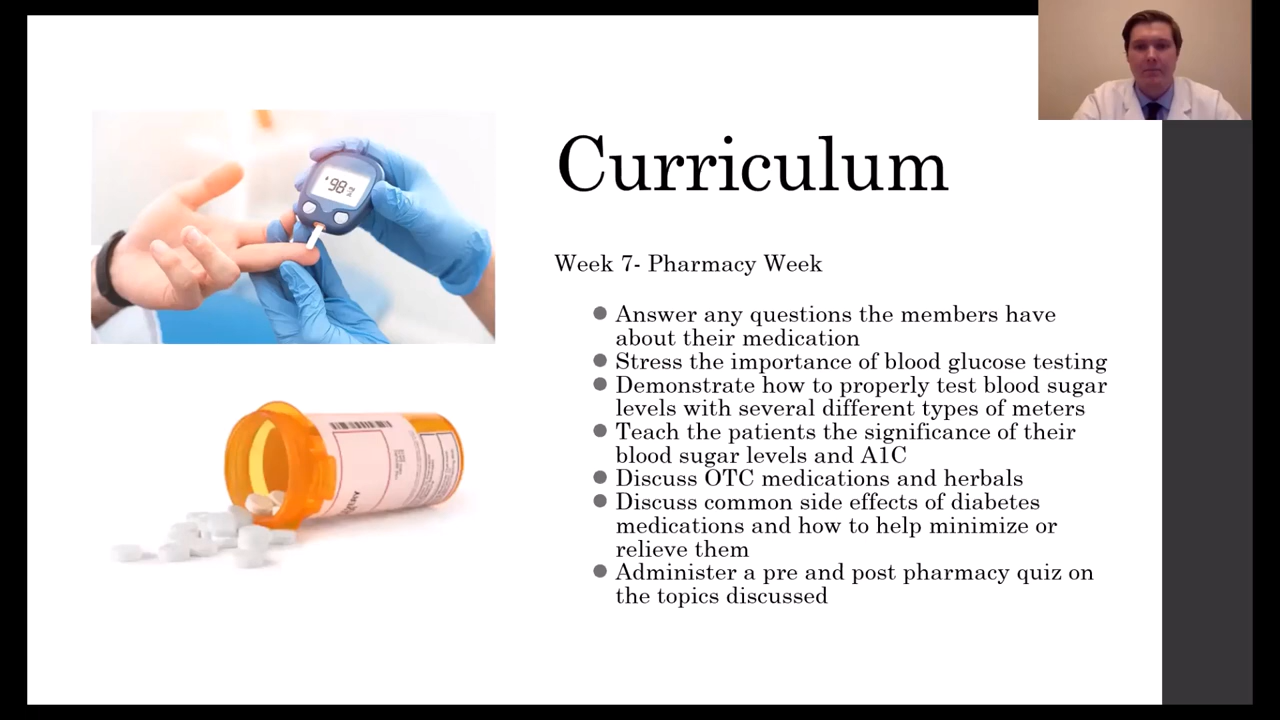 Curriculum
Week 7- Pharmacy Week
Answer any questions the members have
about their medication
Stress the importance of blood glucose testing
Demonstrate how to properly test blood sugar
levels with several different types of meters
Teach the patients the significance of their
blood sugar levels and A1C
Discuss OTC medications and herbals
Discuss common side effects of diabetes
medications and how to help minimize or
relieve them
Administer a pre and post pharmacy quiz on
the topics discussed
98